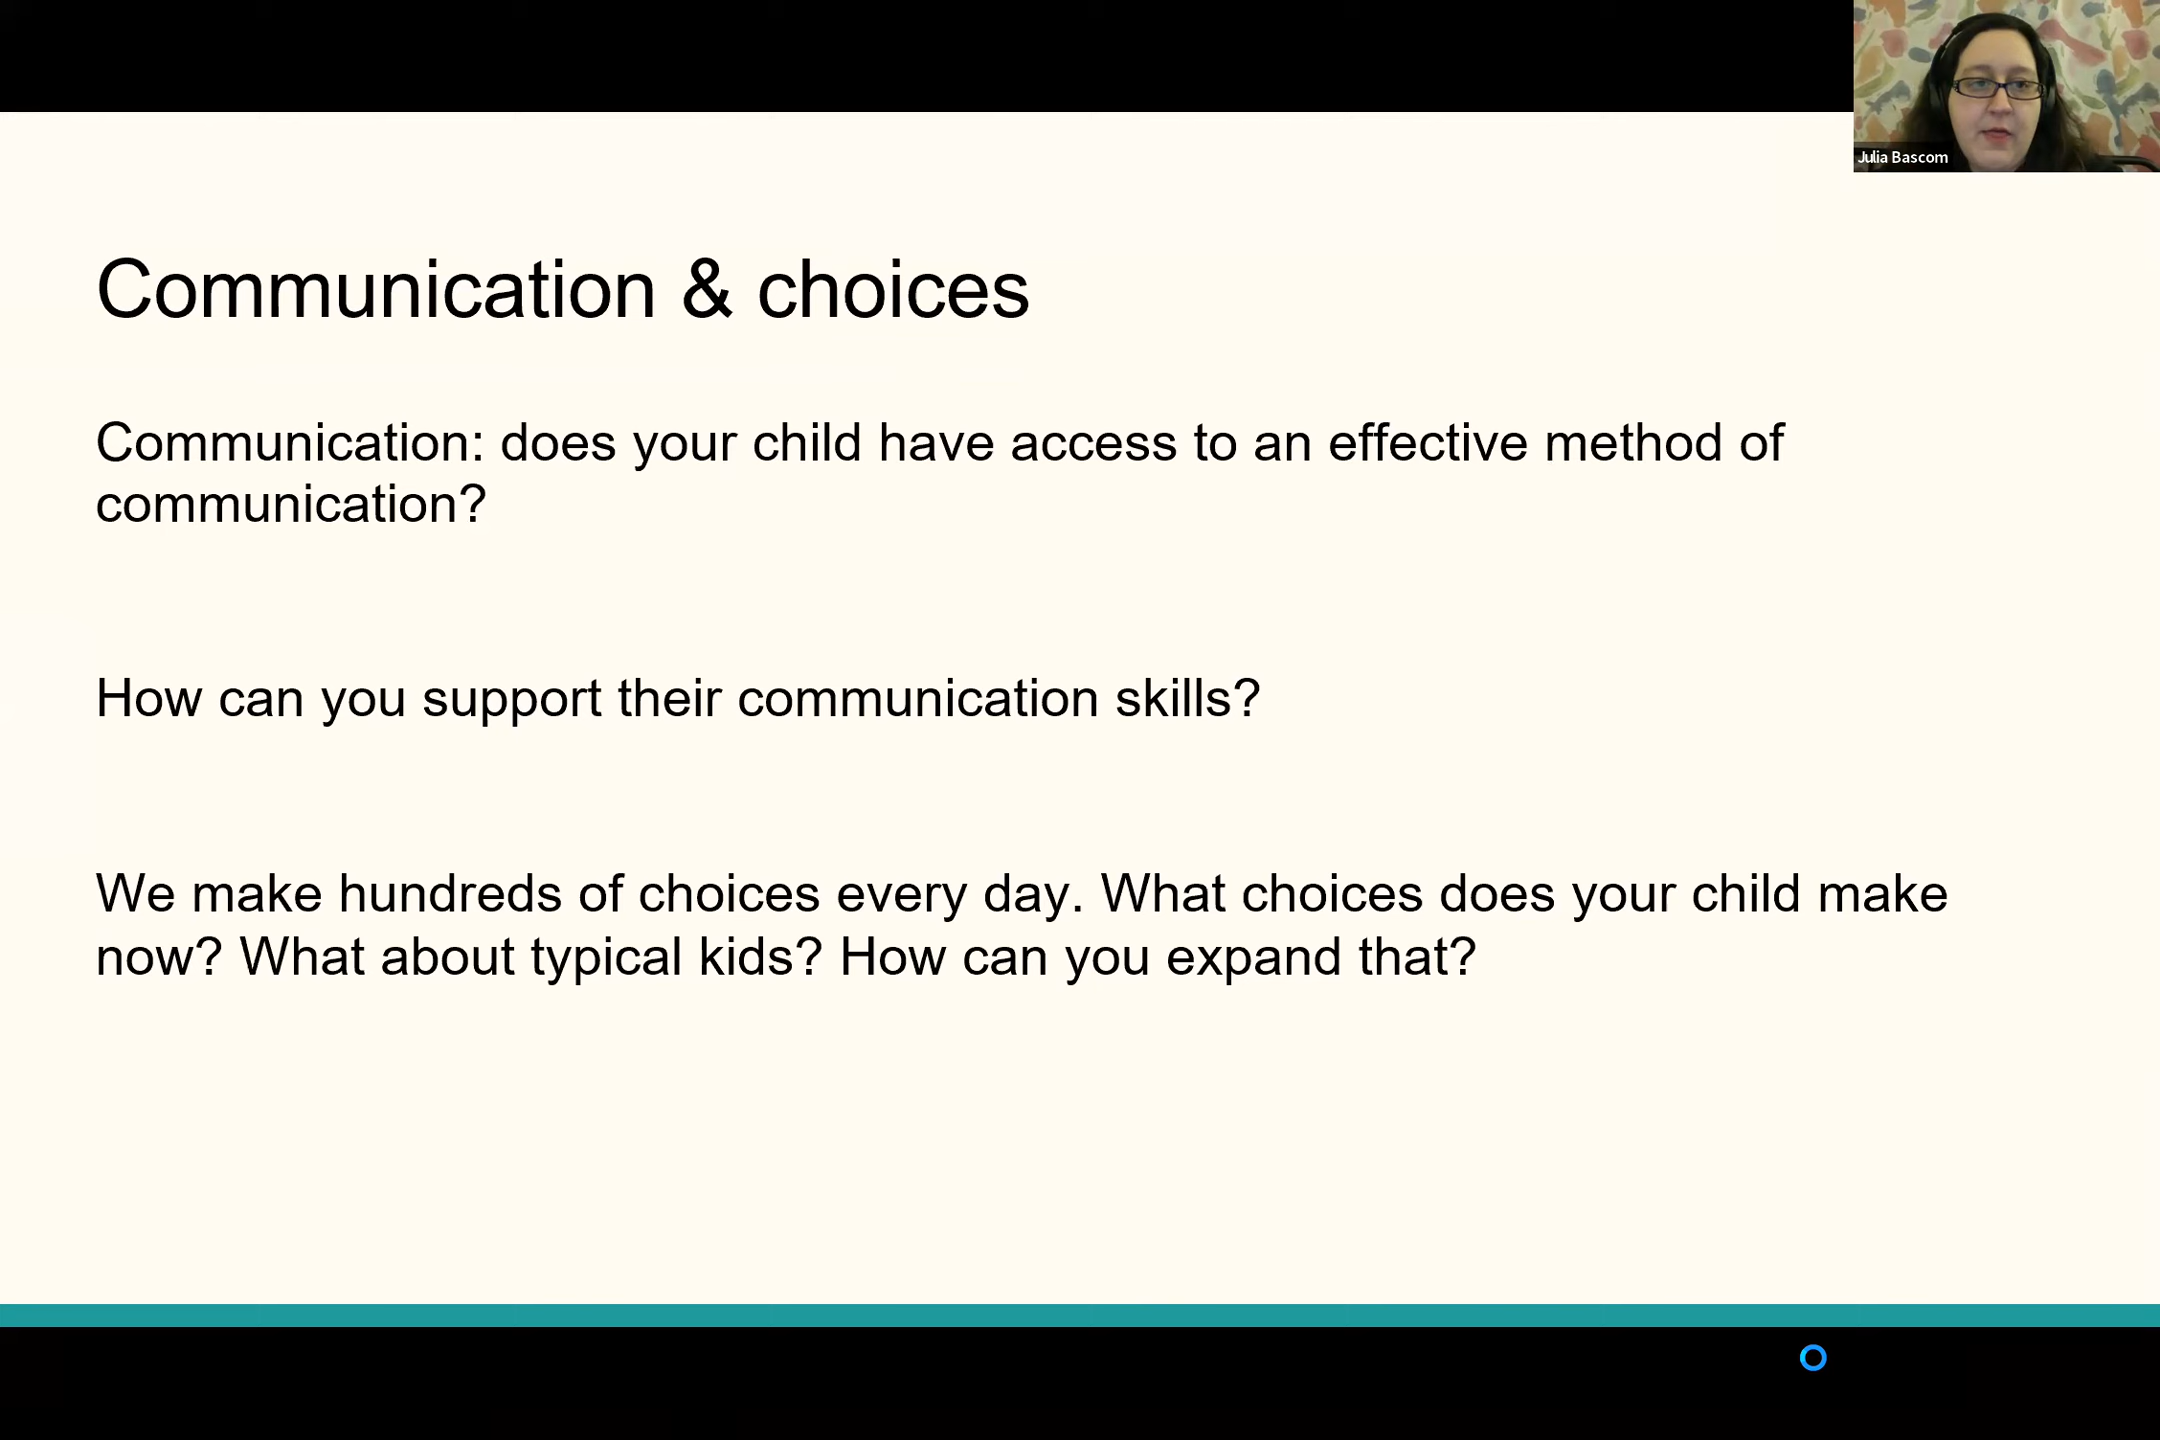 Julia Bascom
Communication & choices
Communication: does your child have access to an effective method of
communication?
How can you support their communication skills?
We make hundreds of choices every day. What choices does your child make
now? What about typical kids? How can you expand that?